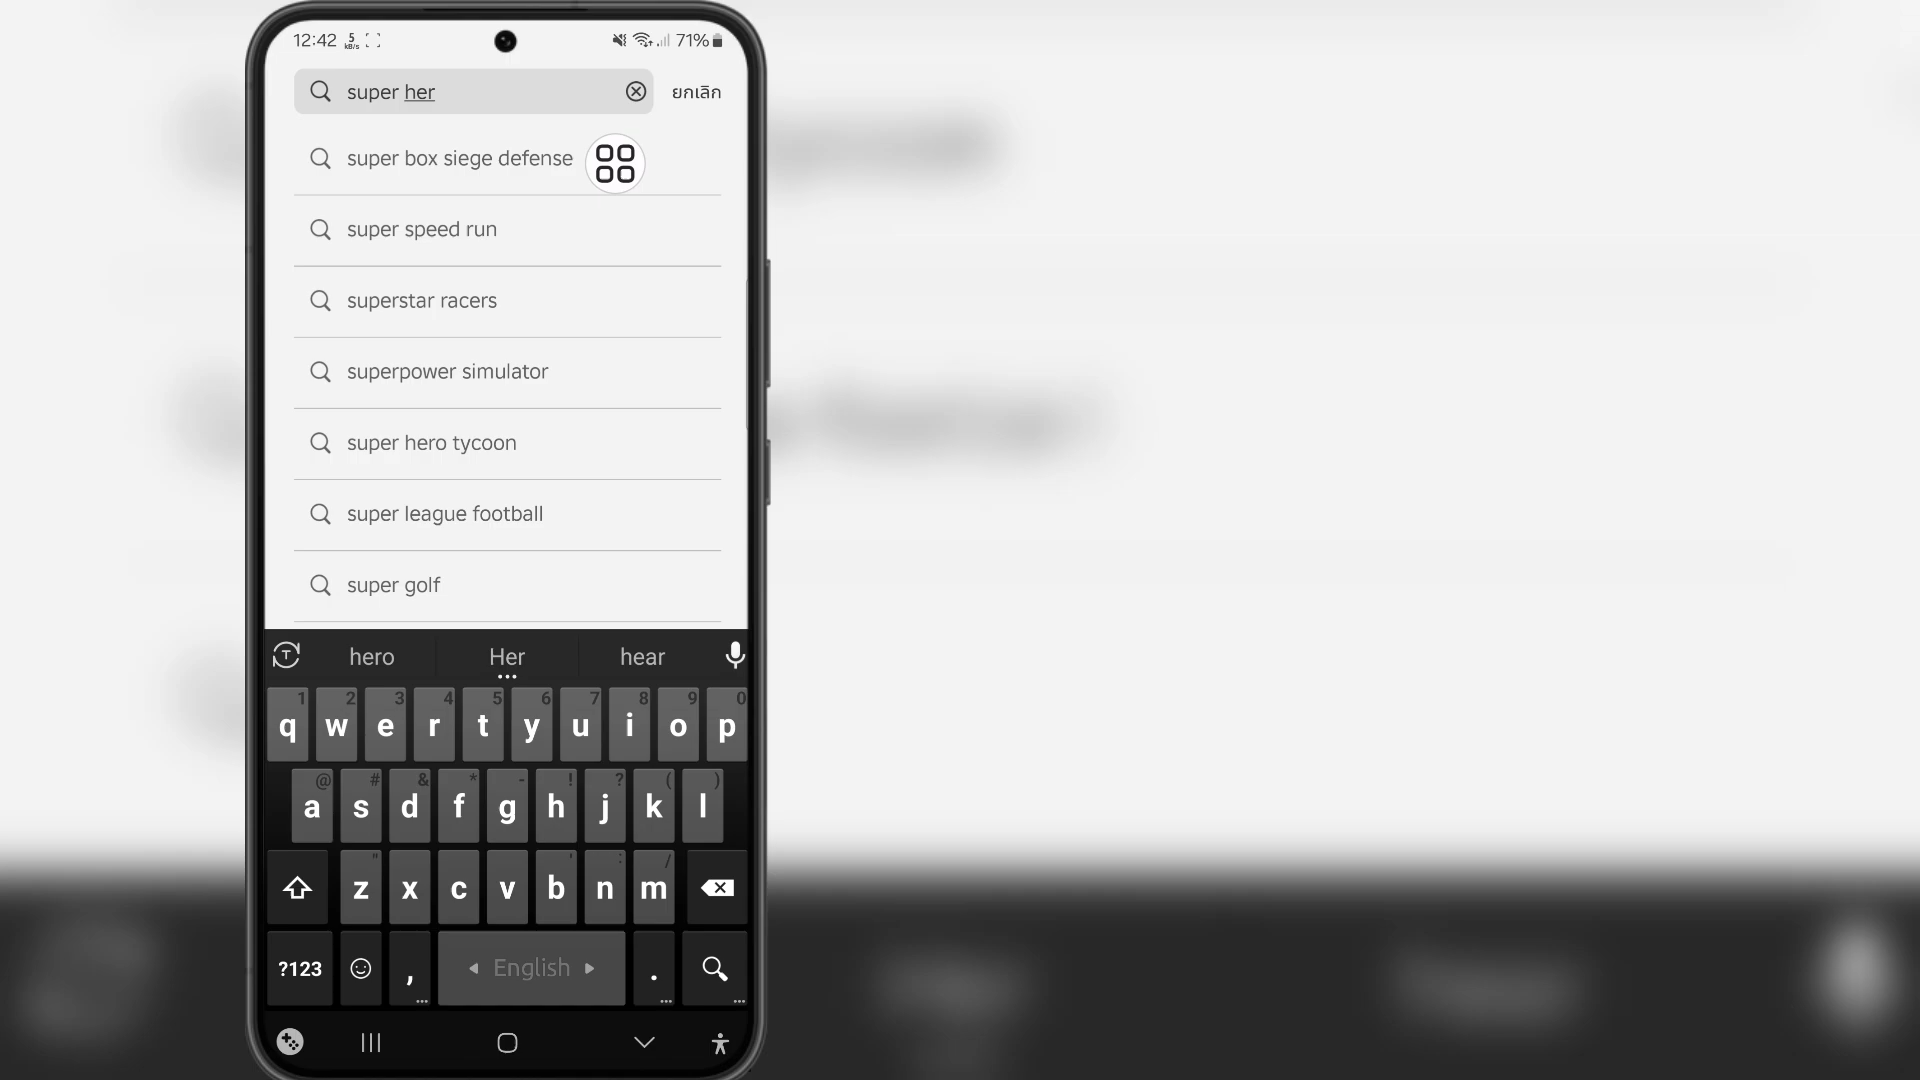 12:42 5 kB/s 71%
super her ยกเลิก
super box siege defense
super speed run
superstar racers
superpower simulator
super hero tycoon
super league football
super golf
hero Her hear
1 2 3 4 5 6 7 8 9 0
q w e r t y u i o p
@ # & * - ! ? ( )
a s d f g h j k l
" ' : /
z x c v b n m
?123 , English .